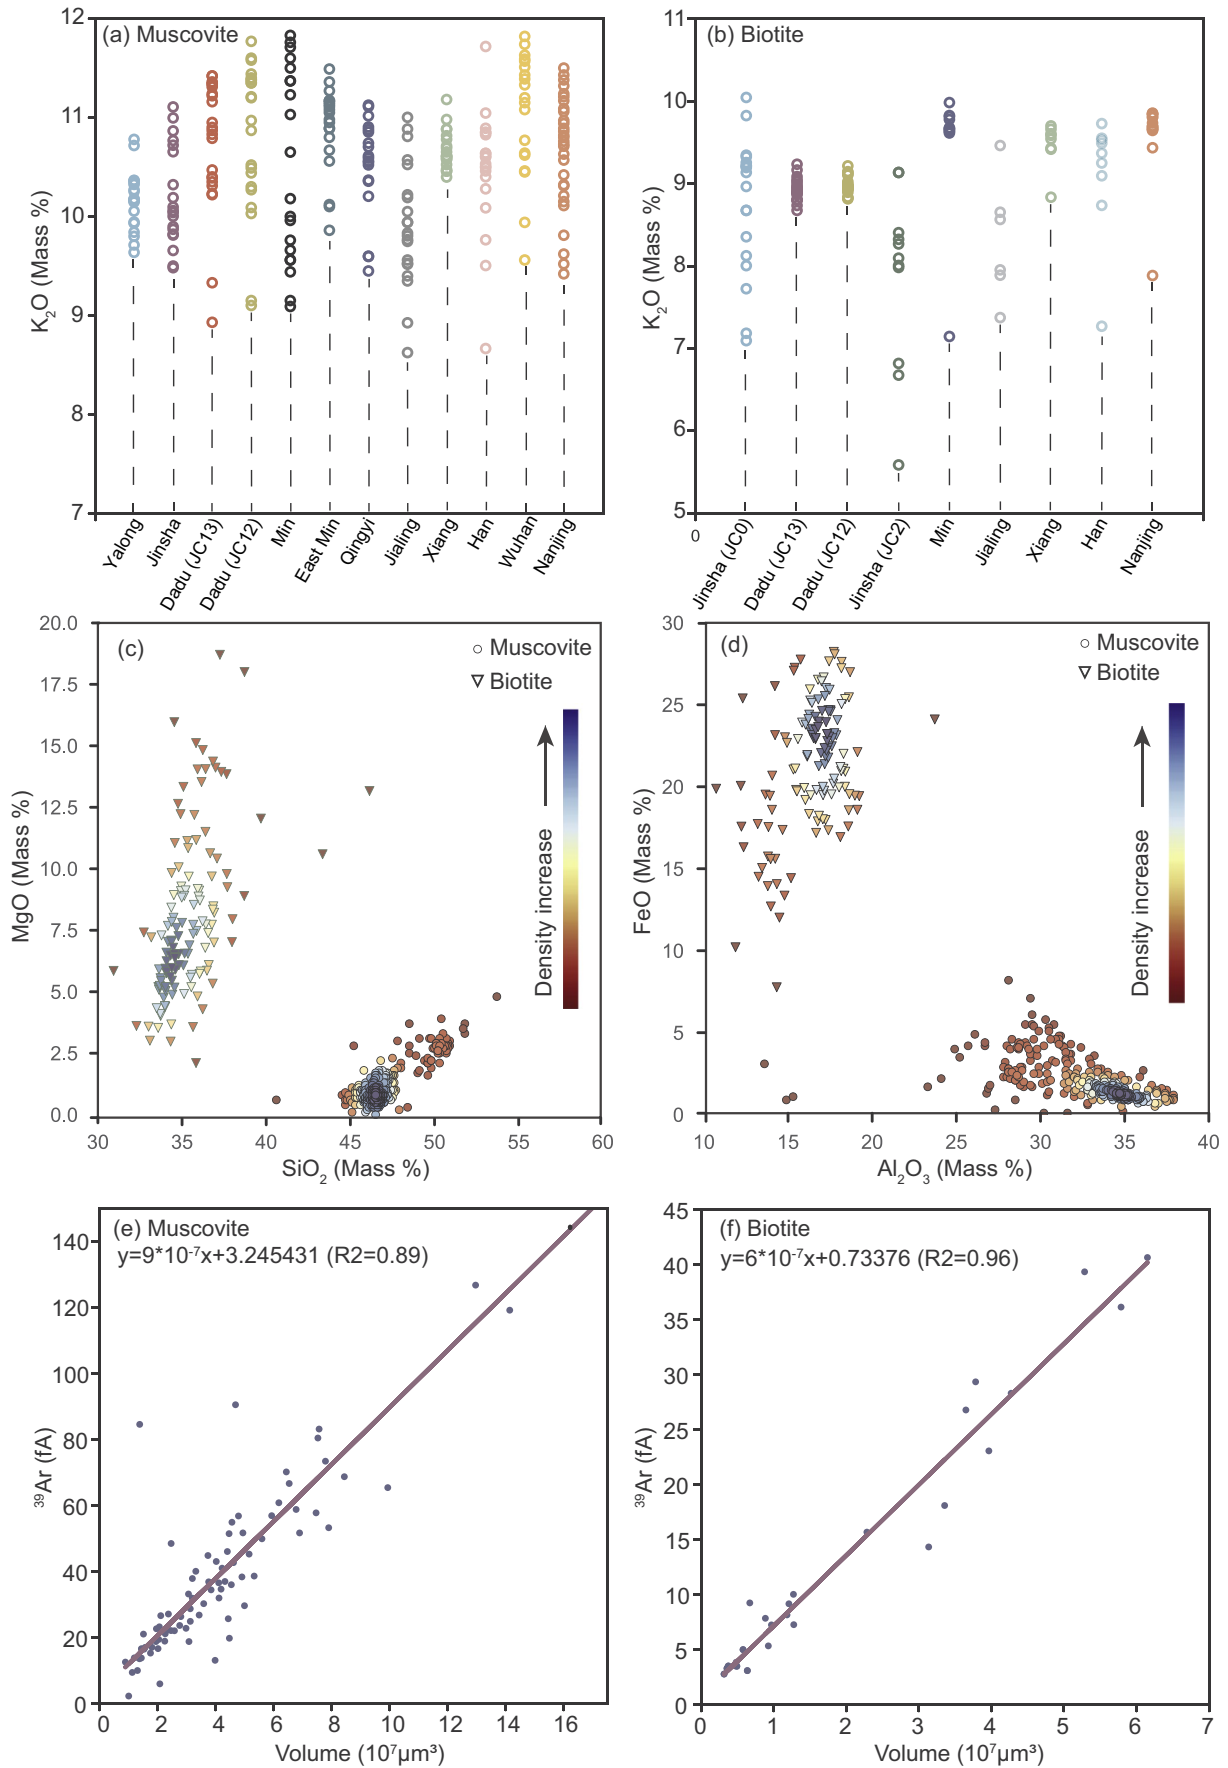 (a) Muscovite
K₂O (Mass %)
12
11
10
9
8
7
Yalong
Jinsha
Dadu (JC13)
Dadu (JC12)
Min
East Min
Qingyi
Jialing
Xiang
Han
Wuhan
Nanjing
(b) Biotite
K₂O (Mass %)
11
10
9
8
7
6
5
0
Jinsha (JC0)
Dadu (JC13)
Dadu (JC12)
Jinsha (JC2)
Min
Jialing
Xiang
Han
Nanjing
(c)
Muscovite
Biotite
Density increase
MgO (Mass %)
20.0
17.5
15.0
12.5
10.0
7.5
5.0
2.5
0.0
30 35 40 45 50 55 60
SiO₂ (Mass %)
(d)
Muscovite
Biotite
Density increase
FeO (Mass %)
30
25
20
15
10
5
0
10 15 20 25 30 35 40
Al₂O₃ (Mass %)
(e) Muscovite
y=9*10⁻⁷x+3.245431 (R2=0.89)
³⁹Ar (fA)
140
120
100
80
60
40
20
0
0 2 4 6 8 10 12 14 16
Volume (10⁷µm³)
(f) Biotite
y=6*10⁻⁷x+0.73376 (R2=0.96)
³⁹Ar (fA)
45
40
35
30
25
20
15
10
5
0
0 1 2 3 4 5 6 7
Volume (10⁷µm³)